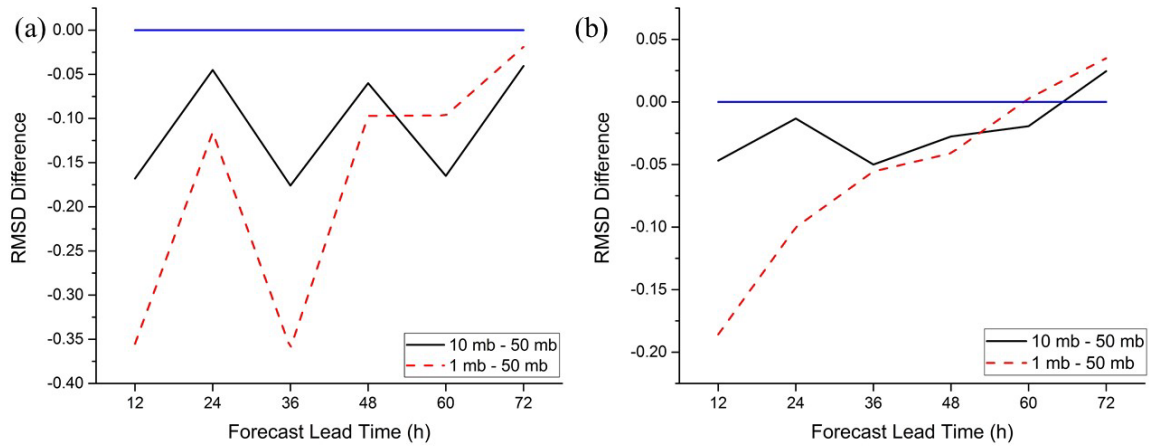 (a)
0.00
-0.05
-0.10
-0.15
-0.20
-0.25
-0.30
-0.35
-0.40
RMSD Difference
12 24 36 48 60 72
Forecast Lead Time (h)
10 mb - 50 mb
1 mb - 50 mb
(b)
0.05
0.00
-0.05
-0.10
-0.15
-0.20
RMSD Difference
12 24 36 48 60 72
Forecast Lead Time (h)
10 mb - 50 mb
1 mb - 50 mb